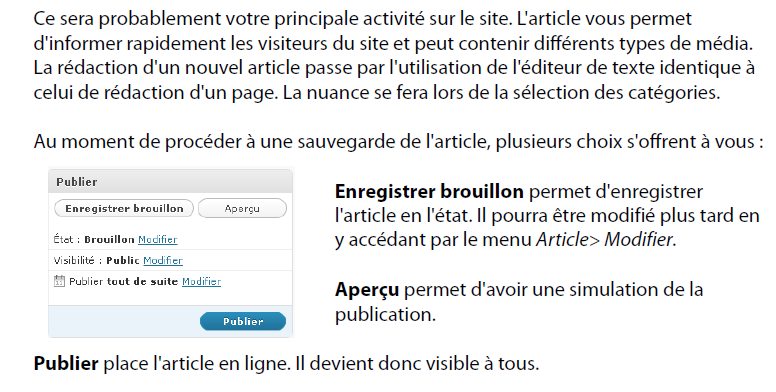 Ce sera probablement votre principale activité sur le site. L'article vous permet
d'informer rapidement les visiteurs du site et peut contenir différents types de média.
La rédaction d'un nouvel article passe par l'utilisation de l'éditeur de texte identique à
celui de rédaction d'un page. La nuance se fera lors de la sélection des catégories.
Au moment de procéder à une sauvegarde de l'article, plusieurs choix s'offrent à vous :
Publier
Enregistrer brouillon Aperçu
État : Brouillon Modifier
Visibilité : Public Modifier
Publier tout de suite Modifier
Publier
Enregistrer brouillon permet d'enregistrer
l'article en l'état. Il pourra être modifié plus tard en
y accédant par le menu Article> Modifier.
Aperçu permet d'avoir une simulation de la
publication.
Publier place l'article en ligne. Il devient donc visible à tous.